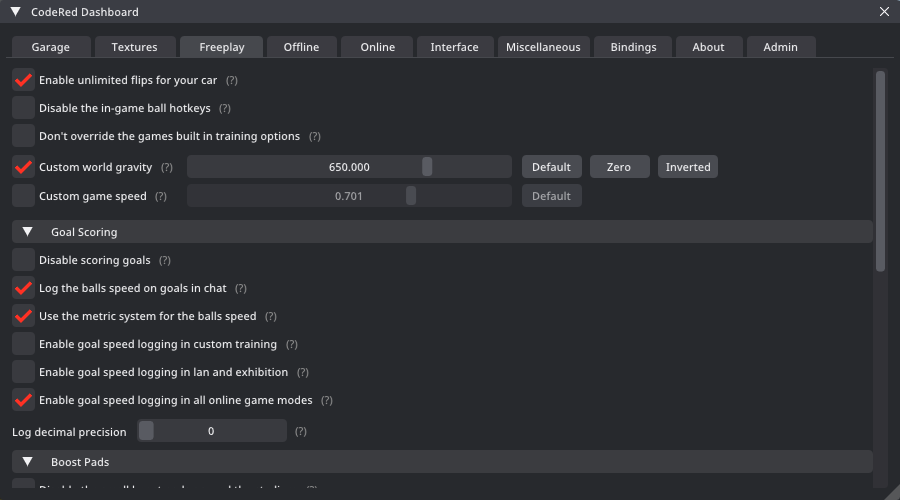 CodeRed Dashboard
Garage Textures Freeplay Offline Online Interface Miscellaneous Bindings About Admin
Enable unlimited flips for your car (?)
Disable the in-game ball hotkeys (?)
Don't override the games built in training options (?)
Custom world gravity (?) 650.000 Default Zero Inverted
Custom game speed (?) 0.701 Default
Goal Scoring
Disable scoring goals (?)
Log the balls speed on goals in chat (?)
Use the metric system for the balls speed (?)
Enable goal speed logging in custom training (?)
Enable goal speed logging in lan and exhibition (?)
Enable goal speed logging in all online game modes (?)
Log decimal precision 0 (?)
Boost Pads